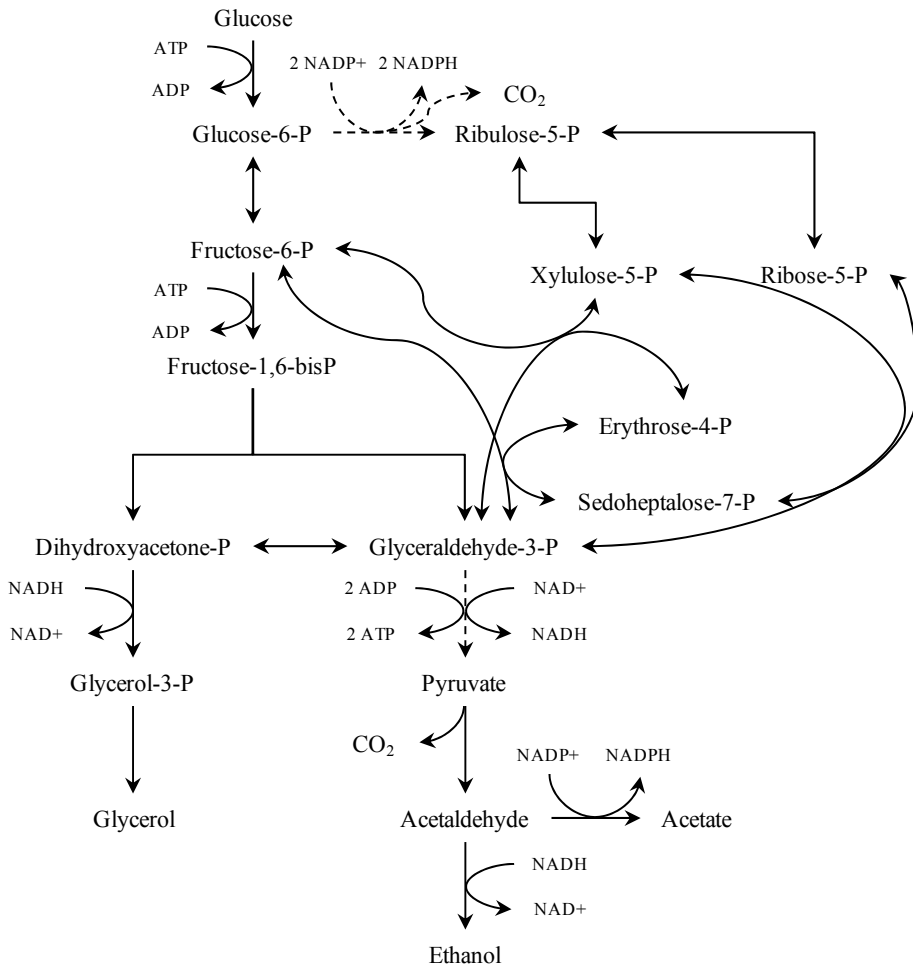 Glucose
ATP
ADP
2 NADP+ 2 NADPH
CO2
Glucose-6-P
Ribulose-5-P
Fructose-6-P
Xylulose-5-P
Ribose-5-P
ATP
ADP
Fructose-1,6-bisP
Erythrose-4-P
Sedoheptalose-7-P
Dihydroxyacetone-P
Glyceraldehyde-3-P
NADH
NAD+
2 ADP
2 ATP
NAD+
NADH
Glycerol-3-P
Pyruvate
CO2
NADP+
NADPH
Glycerol
Acetaldehyde
Acetate
NADH
NAD+
Ethanol